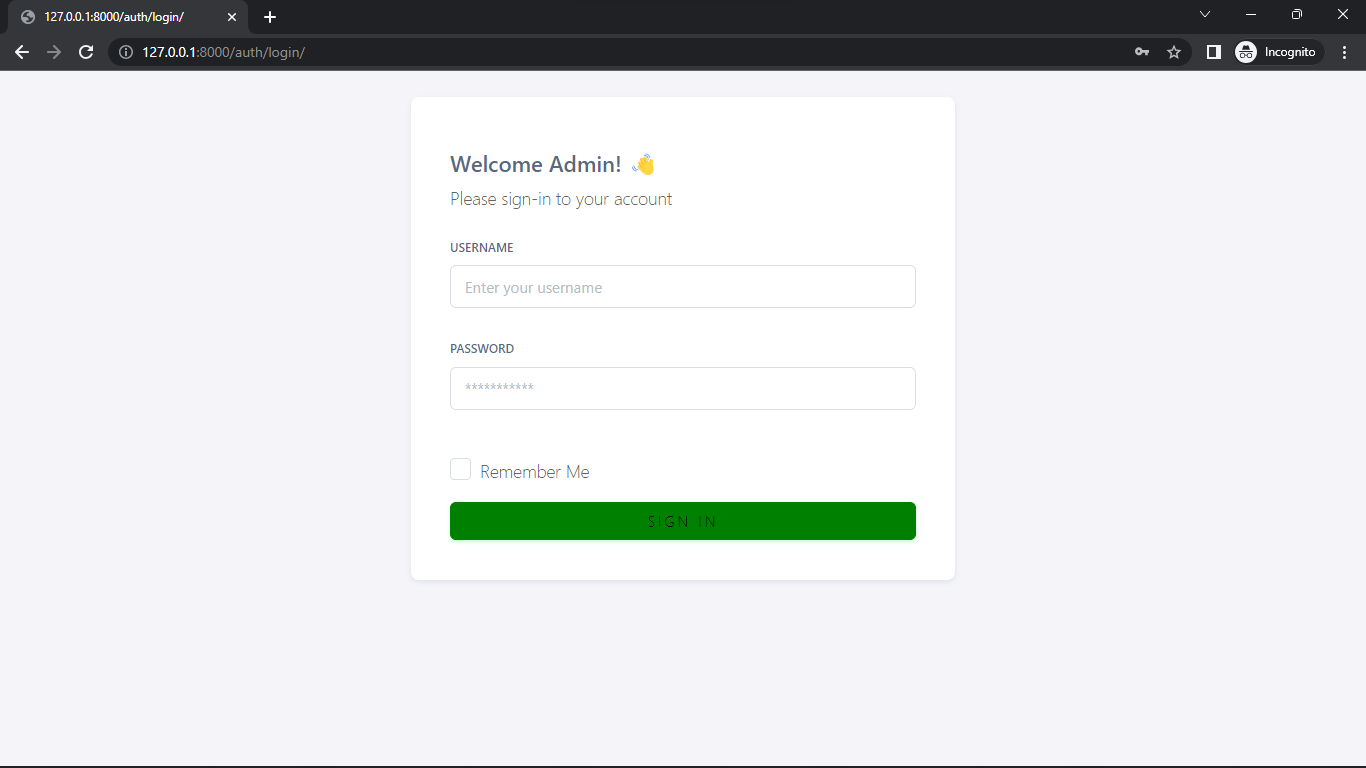 127.0.0.1:8000/auth/login/
127.0.0.1:8000/auth/login/
Incognito
Welcome Admin! 👋
Please sign-in to your account
USERNAME
Enter your username
PASSWORD
***********
Remember Me
SIGN IN